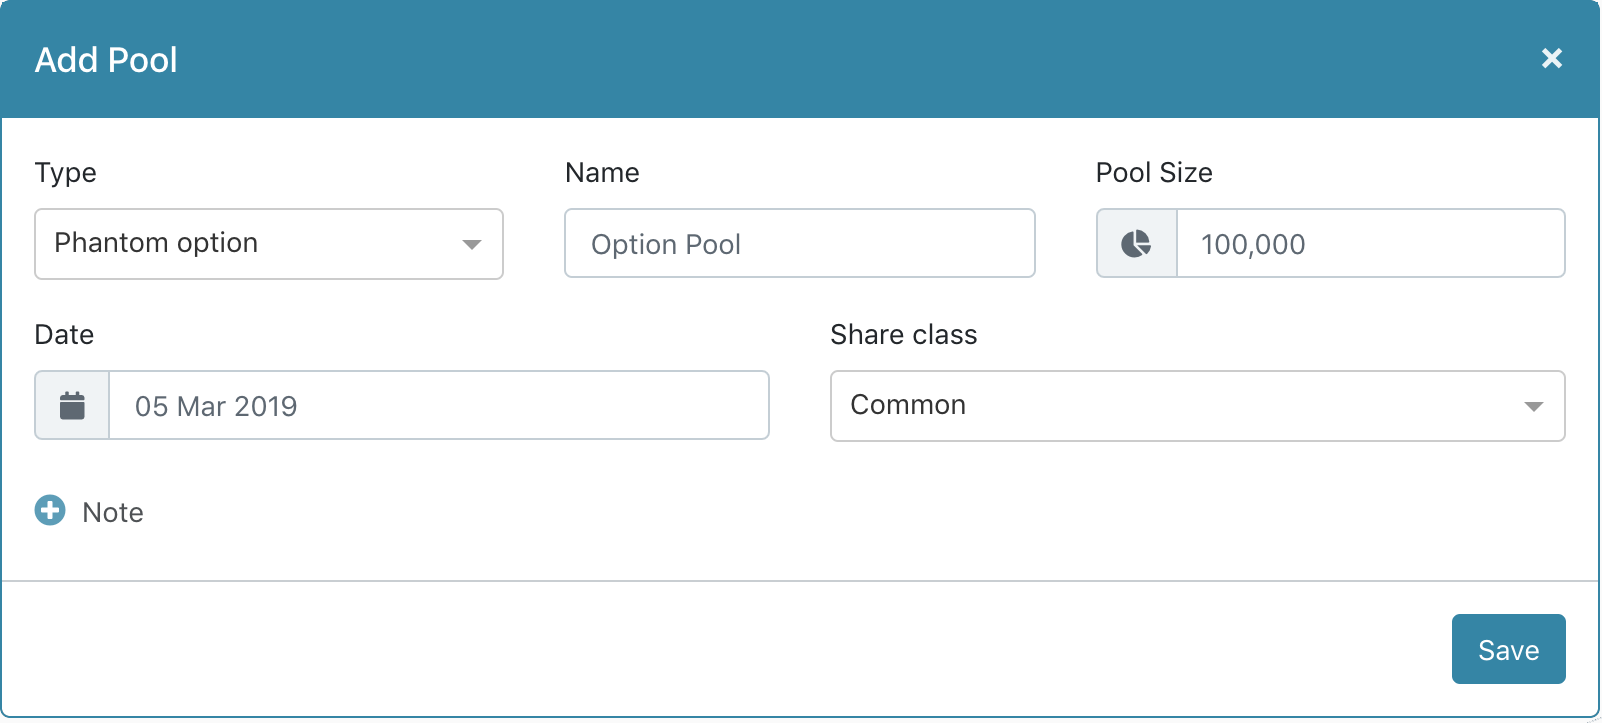 Add Pool
Type
Name
Pool Size
Phantom option
Option Pool
100,000
Date
Share class
05 Mar 2019
Common
Note
Save